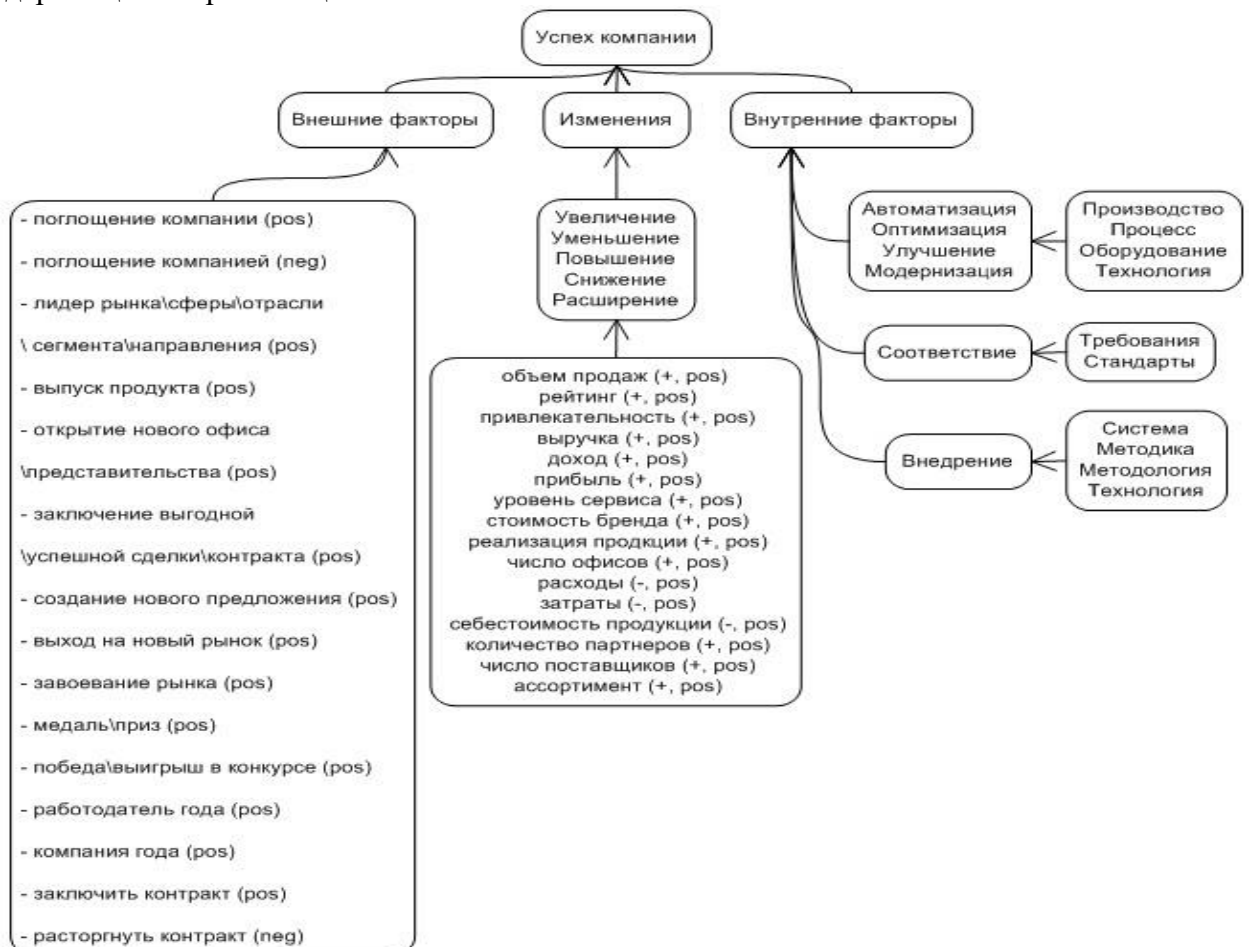 Успех компании
Внешние факторы
Изменения
Внутренние факторы
- поглощение компании (pos)
- поглощение компанией (neg)
- лидер рынка\сферы\отрасли
\ сегмента\направления (pos)
- выпуск продукта (pos)
- открытие нового офиса
\представительства (pos)
- заключение выгодной
\успешной сделки\контракта (pos)
- создание нового предложения (pos)
- выход на новый рынок (pos)
- завоевание рынка (pos)
- медаль\приз (pos)
- победа\выигрыш в конкурсе (pos)
- работодатель года (pos)
- компания года (pos)
- заключить контракт (pos)
- расторгнуть контракт (neg)
Увеличение
Уменьшение
Повышение
Снижение
Расширение
объем продаж (+, pos)
рейтинг (+, pos)
привлекательность (+, pos)
выручка (+, pos)
доход (+, pos)
прибыль (+, pos)
уровень сервиса (+, pos)
стоимость бренда (+, pos)
реализация продкции (+, pos)
число офисов (+, pos)
расходы (-, pos)
затраты (-, pos)
себестоимость продукции (-, pos)
количество партнеров (+, pos)
число поставщиков (+, pos)
ассортимент (+, pos)
Автоматизация
Оптимизация
Улучшение
Модернизация
Производство
Процесс
Оборудование
Технология
Соответствие
Требования
Стандарты
Внедрение
Система
Методика
Методология
Технология